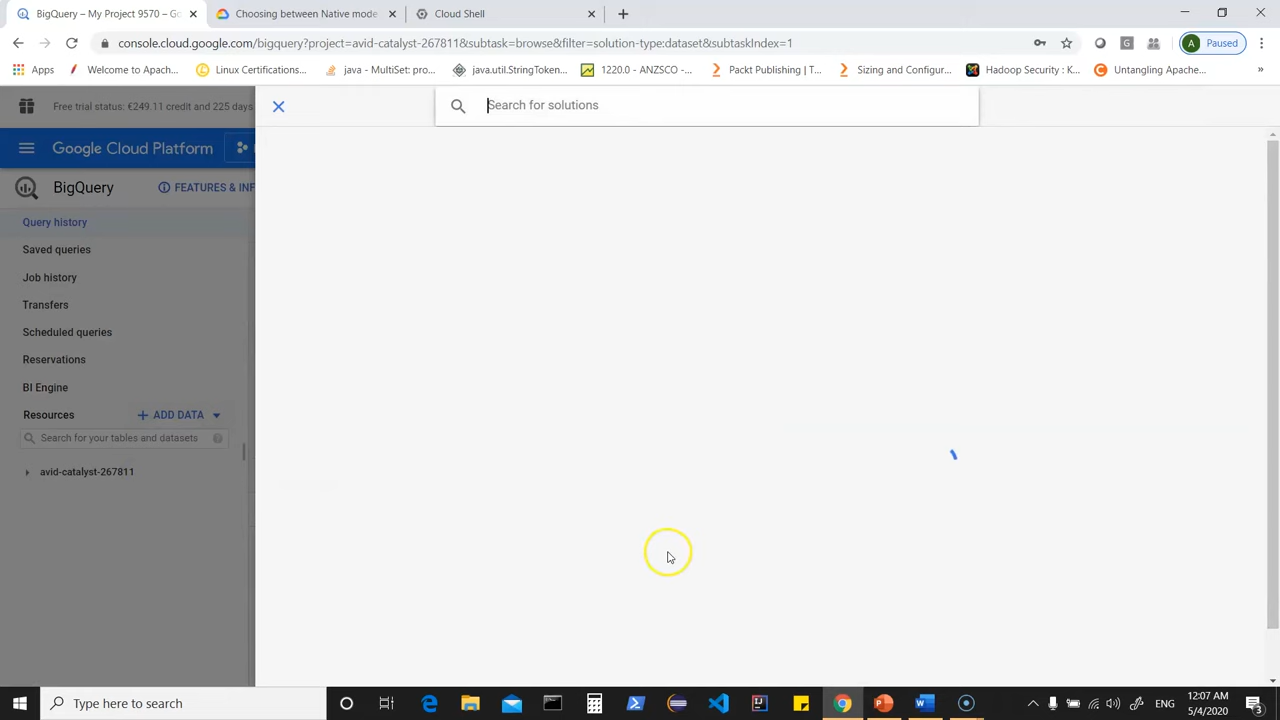 BigQuery – My Project 9570 – Go
Choosing between Native mode
Cloud Shell
console.cloud.google.com/bigquery?project=avid-catalyst-267811&subtask=browse&filter=solution-type:dataset&subtaskIndex=1
A Paused
Apps
Welcome to Apach...
Linux Certifications...
java - MultiSet: pro...
java.util.StringToken...
1220.0 - ANZSCO -...
Packt Publishing | T...
Sizing and Configur...
Hadoop Security : K...
Untangling Apache...
Free trial status: €249.11 credit and 225 days
Search for solutions
Google Cloud Platform
BigQuery
FEATURES & INF
Query history
Saved queries
Job history
Transfers
Scheduled queries
Reservations
BI Engine
Resources
ADD DATA
Search for your tables and datasets
avid-catalyst-267811
Type here to search
ENG
12:07 AM
5/4/2020
3